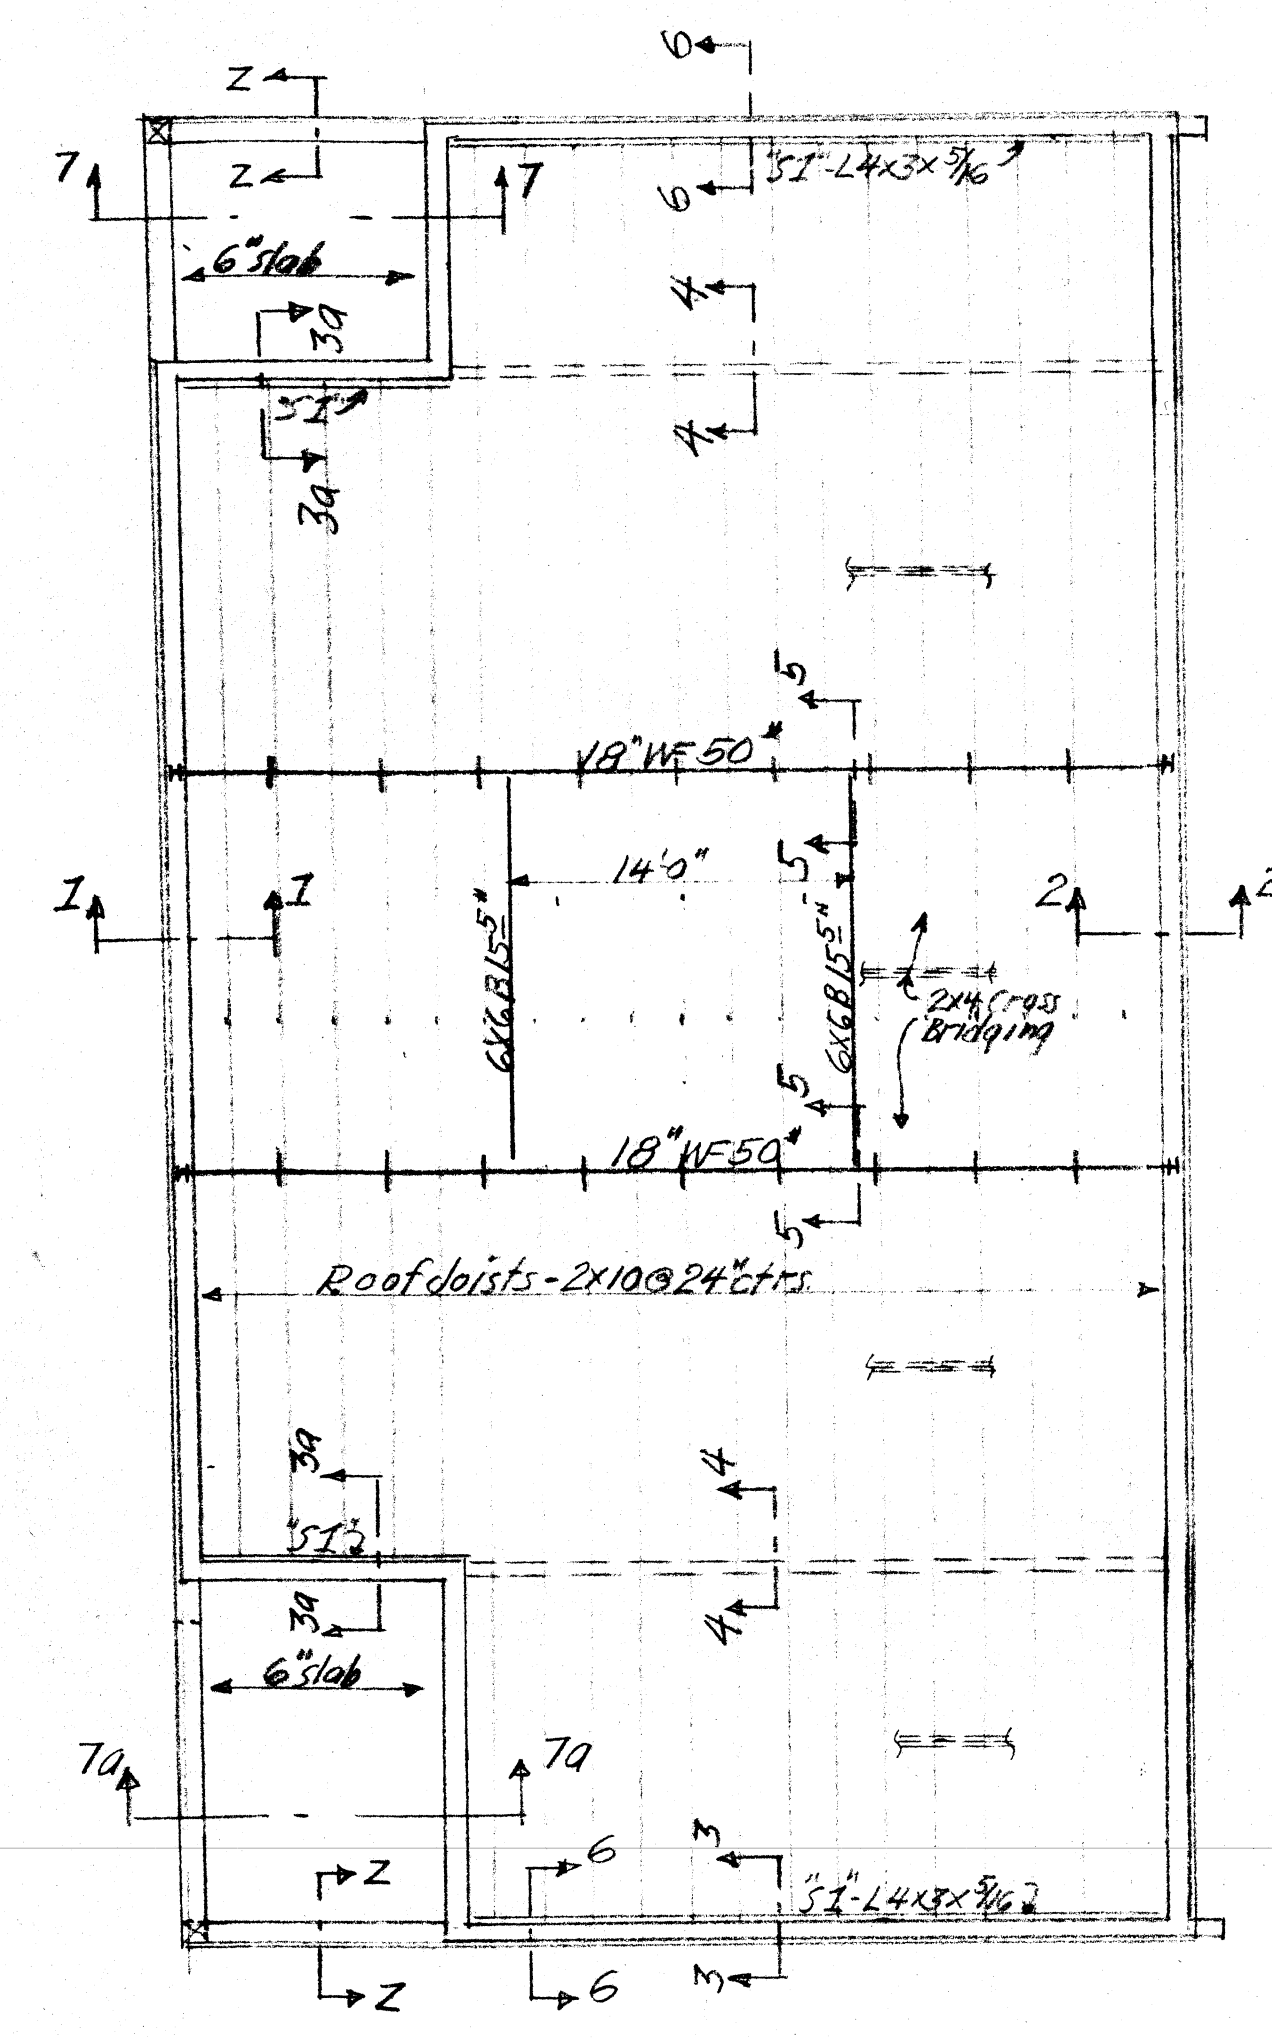 6
Z
"S1"-L4x3x5/16
7
Z
7
6
6"slab
4
3a
"S1"
4
3a
5
18"WF50#
14'-0"
5
1
1
2
2
6x6B15.5#
6x6B15.5#
2x4 Cross
Bridging
5
18"WF50#
5
Roof Joists-2x10@24"ctrs.
3a
4
"S1"
3a
4
6"slab
7a
7a
3
6
Z
"S1"-L4x3x5/16
Z
6
3